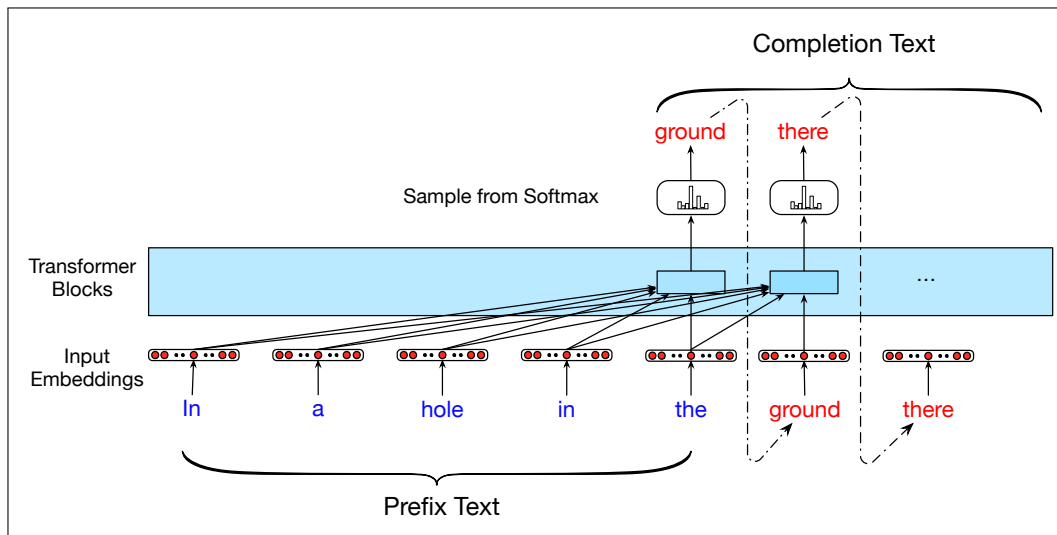 Completion Text
ground there
Sample from Softmax
Transformer
Blocks
...
Input
Embeddings
In a hole in the ground there
Prefix Text